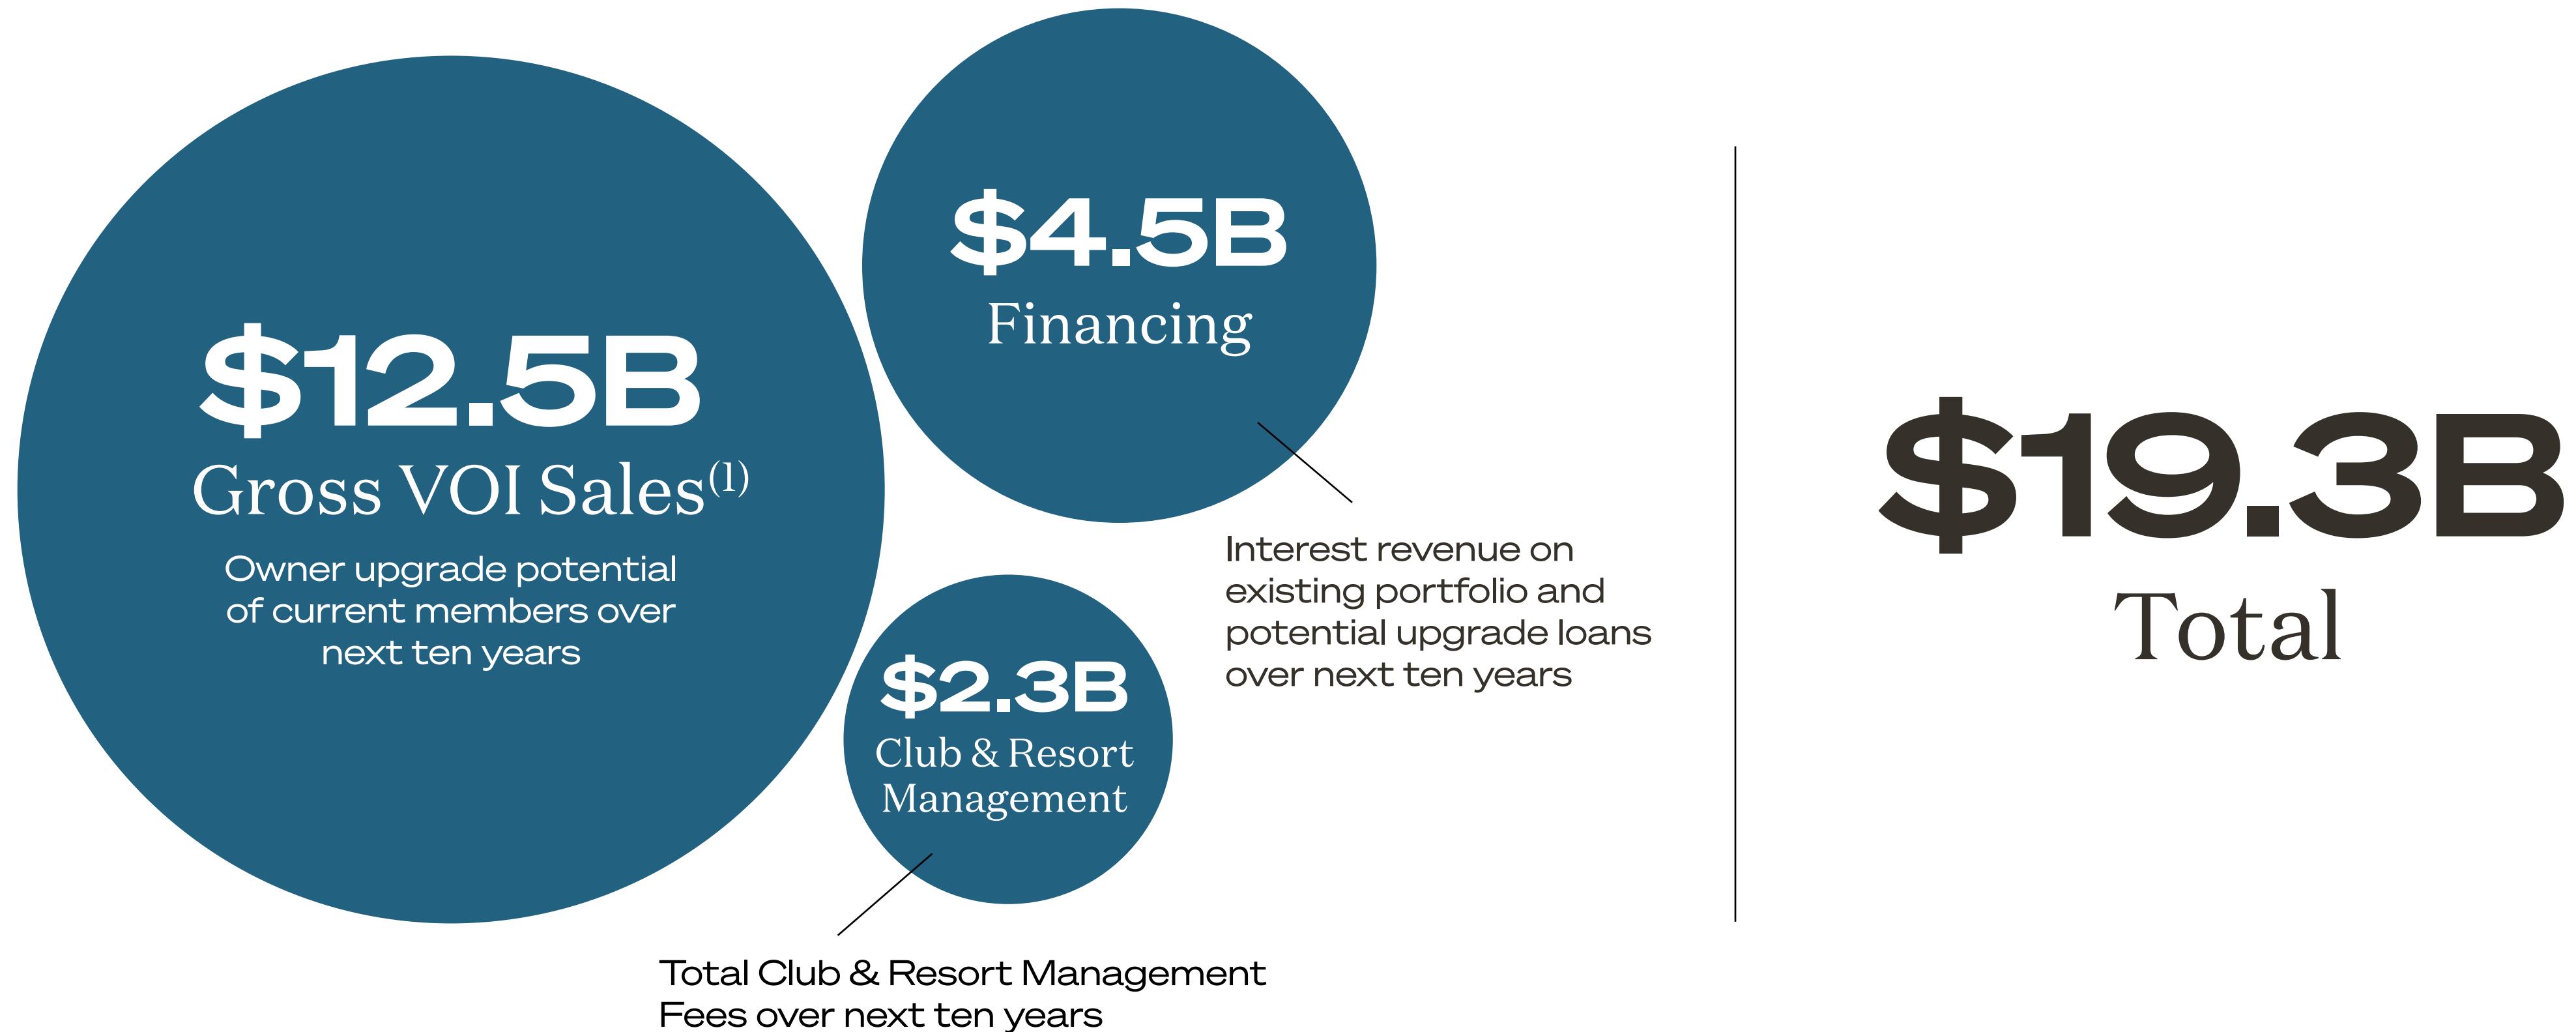 $12.5B
Gross VOI Sales(1)
Owner upgrade potential
of current members over
next ten years
$4.5B
Financing
Interest revenue on
existing portfolio and
potential upgrade loans
over next ten years
$2.3B
Club & Resort
Management
Total Club & Resort Management
Fees over next ten years
$19.3B
Total